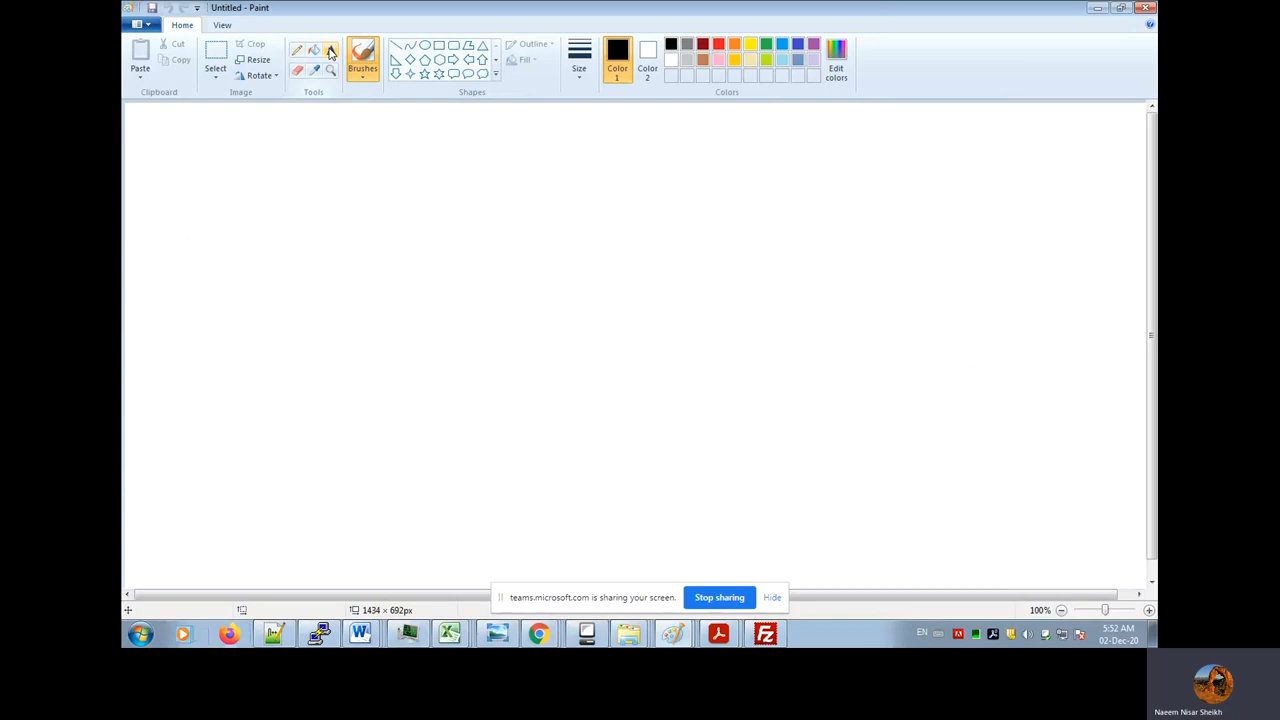 Untitled - Paint
Home View
Paste Cut Copy
Select Crop Resize Rotate
Brushes
Outline Fill
Size
Color 1
Color 2
Edit colors
Clipboard Image Tools Shapes Colors
teams.microsoft.com is sharing your screen. Stop sharing Hide
1434 × 692px 100%
EN 5:52 AM
02-Dec-20
Naeem Nisar Sheikh